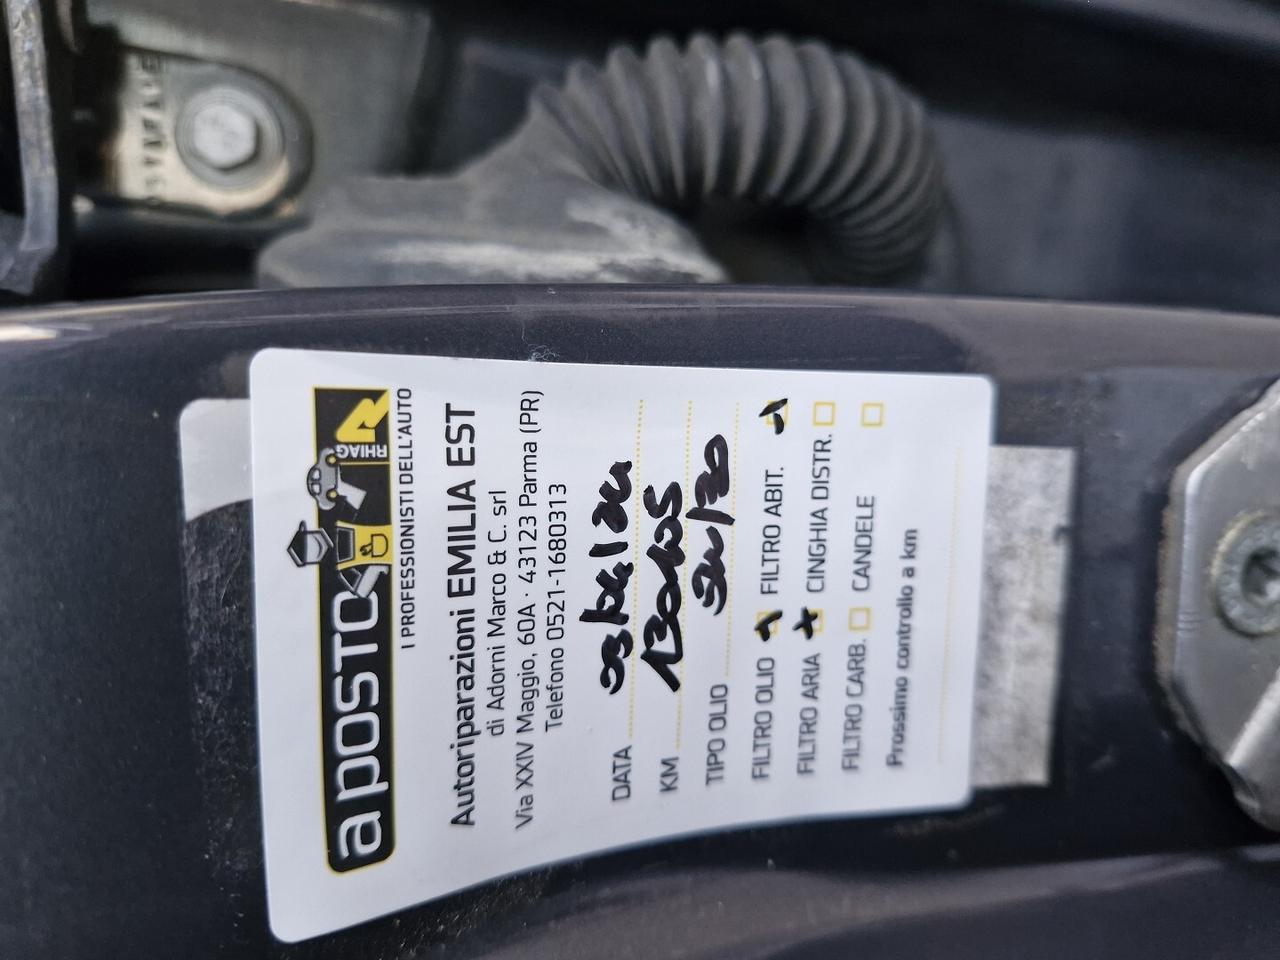 a posto
RHIAG
I PROFESSIONISTI DELL'AUTO
Autoriparazioni EMILIA EST
di Adorni Marco & C. srl
Via XXIV Maggio, 60A - 43123 Parma (PR)
Telefono 0521-1680313
DATA
KM
TIPO OLIO 5W/30
FILTRO OLIO FILTRO ABIT.
FILTRO ARIA CINGHIA DISTR.
FILTRO CARB. CANDELE
Prossimo controllo a km